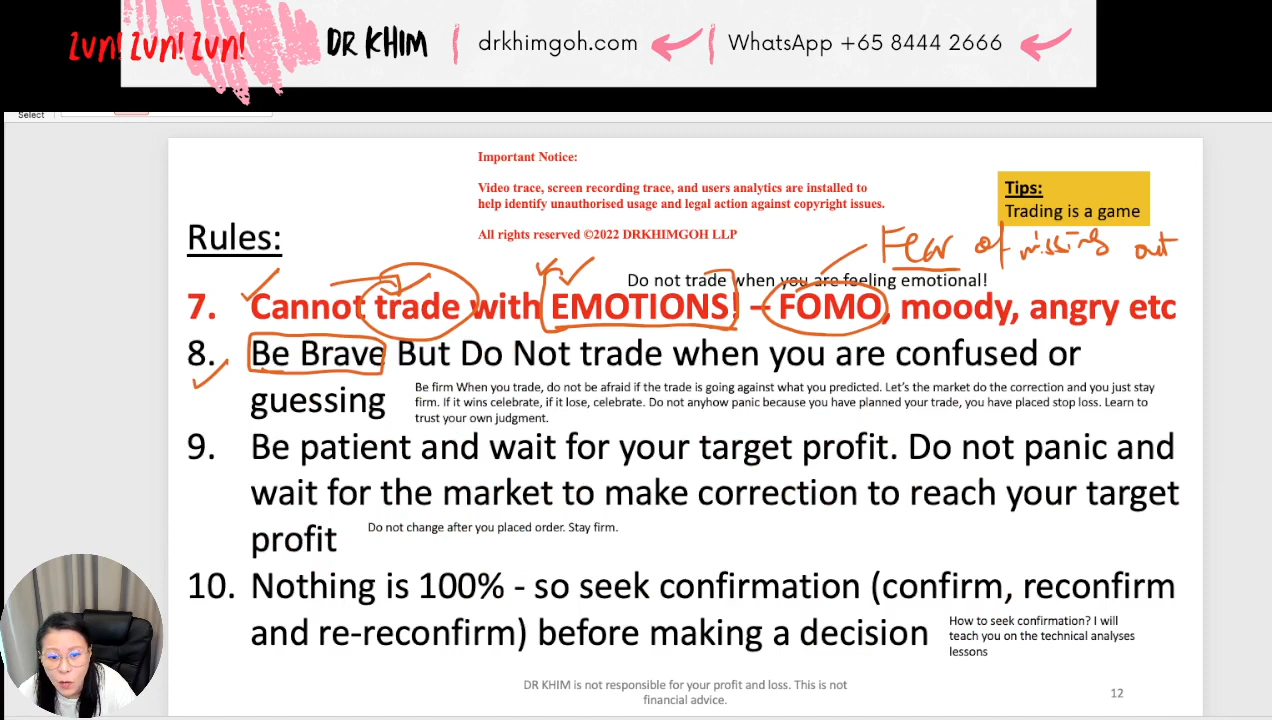 ZUN! ZUN! ZUN! DR KHIM drkhimgoh.com WhatsApp +65 8444 2666
Select
Important Notice:
Video trace, screen recording trace, and users analytics are installed to
help identify unauthorised usage and legal action against copyright issues.
All rights reserved ©2022 DRKHIMGOH LLP
Tips:
Trading is a game
Rules:
Fear of missing out
Do not trade when you are feeling emotional!
7. Cannot trade with EMOTIONS! – FOMO, moody, angry etc
8. Be Brave But Do Not trade when you are confused or
guessing
Be firm When you trade, do not be afraid if the trade is going against what you predicted. Let's the market do the correction and you just stay
firm. If it wins celebrate, if it lose, celebrate. Do not anyhow panic because you have planned your trade, you have placed stop loss. Learn to
trust your own judgment.
9. Be patient and wait for your target profit. Do not panic and
wait for the market to make correction to reach your target
profit
Do not change after you placed order. Stay firm.
10. Nothing is 100% - so seek confirmation (confirm, reconfirm
and re-reconfirm) before making a decision
How to seek confirmation? I will
teach you on the technical analyses
lessons
DR KHIM is not responsible for your profit and loss. This is not
financial advice.
12